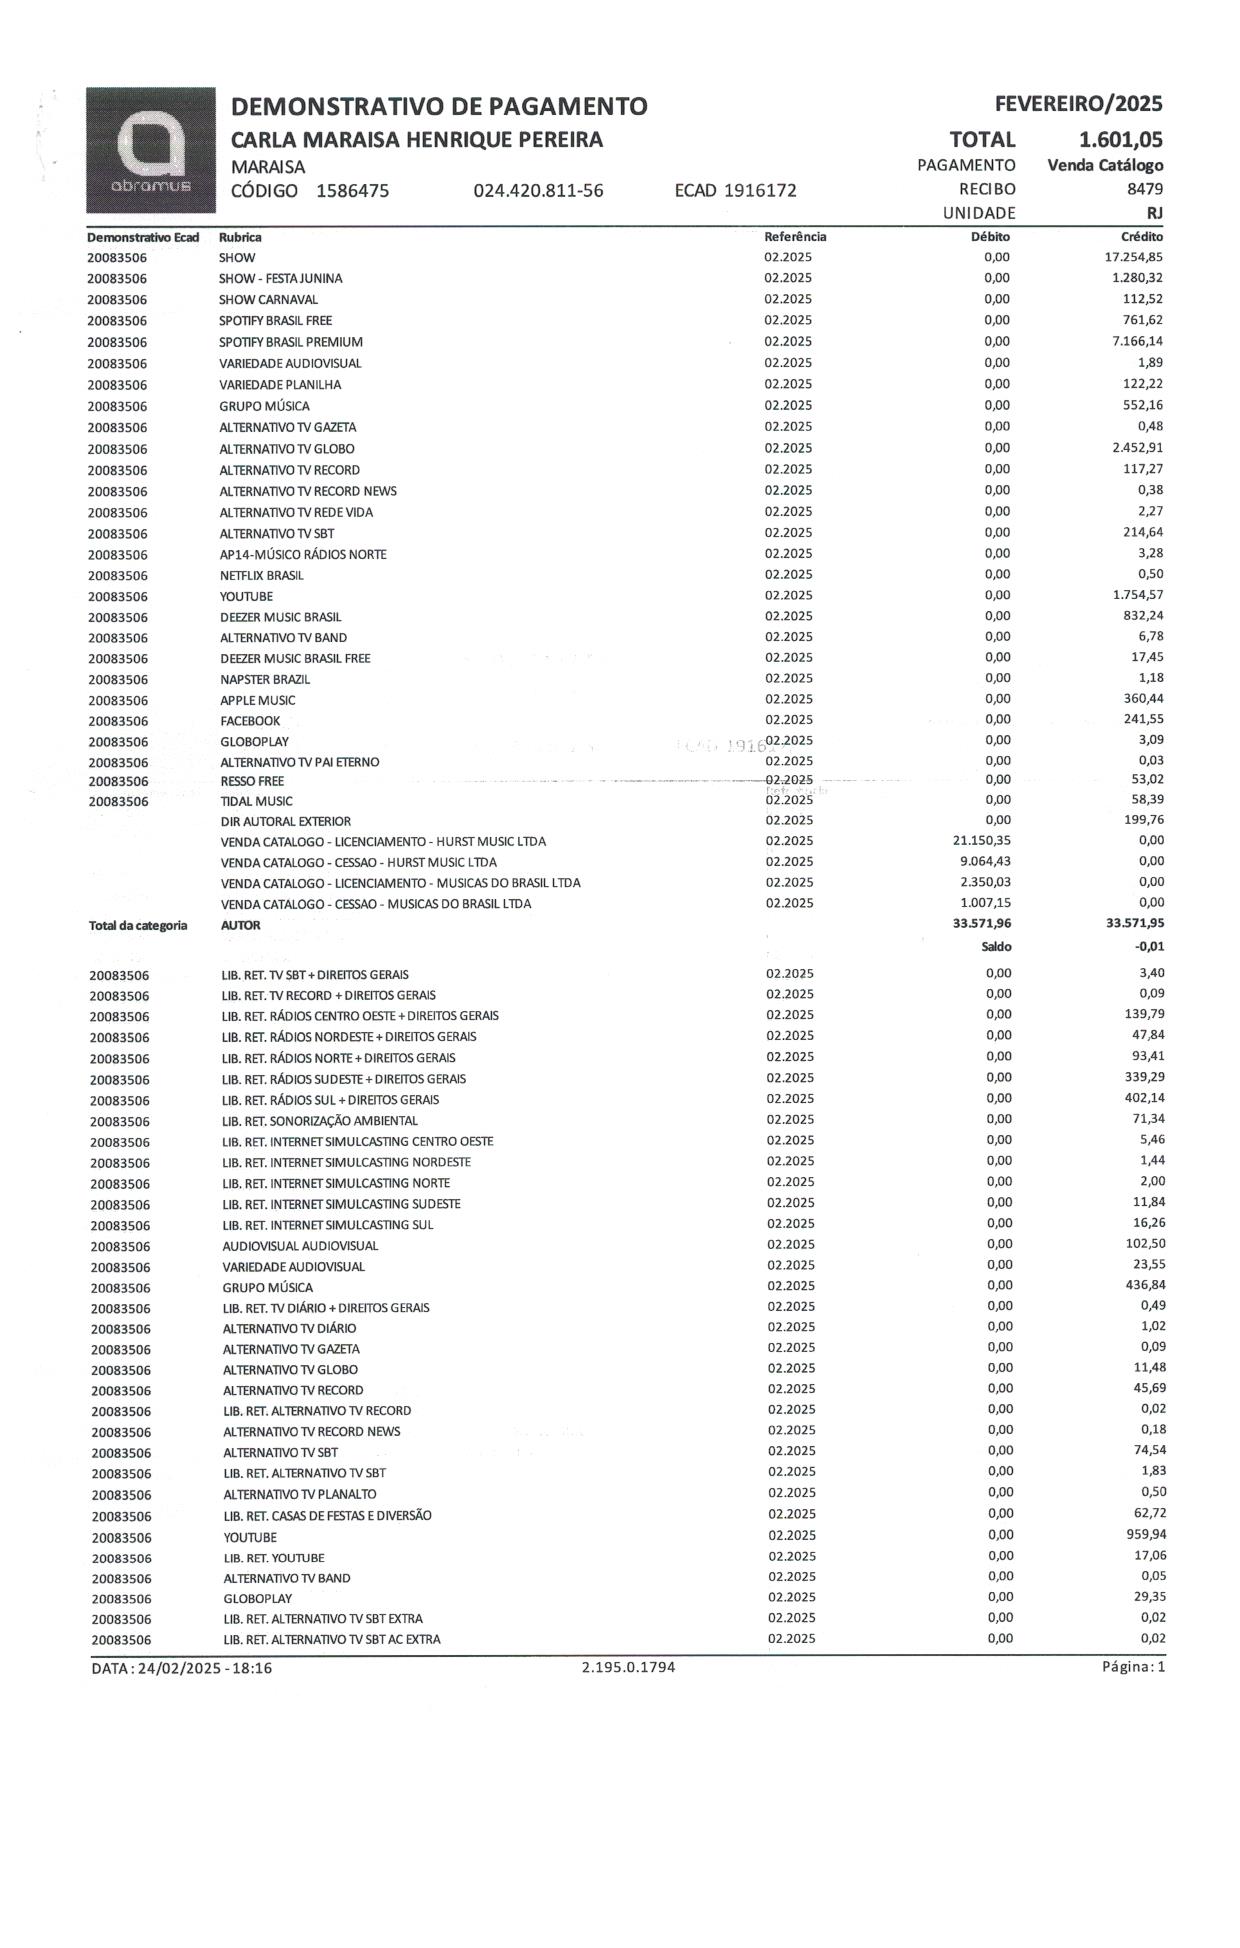 abramus
DEMONSTRATIVO DE PAGAMENTO FEVEREIRO/2025
CARLA MARAISA HENRIQUE PEREIRA TOTAL 1.601,05
MARAISA PAGAMENTO Venda Catálogo
CÓDIGO 1586475 024.420.811-56 ECAD 1916172 RECIBO 8479
UNIDADE RJ
Demonstrativo Ecad Rubrica Referência Débito Crédito
20083506 SHOW 02.2025 0,00 17.254,85
20083506 SHOW - FESTA JUNINA 02.2025 0,00 1.280,32
20083506 SHOW CARNAVAL 02.2025 0,00 112,52
20083506 SPOTIFY BRASIL FREE 02.2025 0,00 761,62
20083506 SPOTIFY BRASIL PREMIUM 02.2025 0,00 7.166,14
20083506 VARIEDADE AUDIOVISUAL 02.2025 0,00 1,89
20083506 VARIEDADE PLANILHA 02.2025 0,00 122,22
20083506 GRUPO MÚSICA 02.2025 0,00 552,16
20083506 ALTERNATIVO TV GAZETA 02.2025 0,00 0,48
20083506 ALTERNATIVO TV GLOBO 02.2025 0,00 2.452,91
20083506 ALTERNATIVO TV RECORD 02.2025 0,00 117,27
20083506 ALTERNATIVO TV RECORD NEWS 02.2025 0,00 0,38
20083506 ALTERNATIVO TV REDE VIDA 02.2025 0,00 2,27
20083506 ALTERNATIVO TV SBT 02.2025 0,00 214,64
20083506 AP14-MÚSICO RÁDIOS NORTE 02.2025 0,00 3,28
20083506 NETFLIX BRASIL 02.2025 0,00 0,50
20083506 YOUTUBE 02.2025 0,00 1.754,57
20083506 DEEZER MUSIC BRASIL 02.2025 0,00 832,24
20083506 ALTERNATIVO TV BAND 02.2025 0,00 6,78
20083506 DEEZER MUSIC BRASIL FREE 02.2025 0,00 17,45
20083506 NAPSTER BRAZIL 02.2025 0,00 1,18
20083506 APPLE MUSIC 02.2025 0,00 360,44
20083506 FACEBOOK 02.2025 0,00 241,55
20083506 GLOBOPLAY 02.2025 0,00 3,09
20083506 ALTERNATIVO TV PAI ETERNO 02.2025 0,00 0,03
20083506 RESSO FREE 02.2025 0,00 53,02
20083506 TIDAL MUSIC 02.2025 0,00 58,39
DIR AUTORAL EXTERIOR 02.2025 0,00 199,76
VENDA CATALOGO - LICENCIAMENTO - HURST MUSIC LTDA 02.2025 21.150,35 0,00
VENDA CATALOGO - CESSAO - HURST MUSIC LTDA 02.2025 9.064,43 0,00
VENDA CATALOGO - LICENCIAMENTO - MUSICAS DO BRASIL LTDA 02.2025 2.350,03 0,00
VENDA CATALOGO - CESSAO - MUSICAS DO BRASIL LTDA 02.2025 1.007,15 0,00
Total da categoria AUTOR 33.571,96 33.571,95
Saldo -0,01
20083506 LIB. RET. TV SBT + DIREITOS GERAIS 02.2025 0,00 3,40
20083506 LIB. RET. TV RECORD + DIREITOS GERAIS 02.2025 0,00 0,09
20083506 LIB. RET. RÁDIOS CENTRO OESTE + DIREITOS GERAIS 02.2025 0,00 139,79
20083506 LIB. RET. RÁDIOS NORDESTE + DIREITOS GERAIS 02.2025 0,00 47,84
20083506 LIB. RET. RÁDIOS NORTE + DIREITOS GERAIS 02.2025 0,00 93,41
20083506 LIB. RET. RÁDIOS SUDESTE + DIREITOS GERAIS 02.2025 0,00 339,29
20083506 LIB. RET. RÁDIOS SUL + DIREITOS GERAIS 02.2025 0,00 402,14
20083506 LIB. RET. SONORIZAÇÃO AMBIENTAL 02.2025 0,00 71,34
20083506 LIB. RET. INTERNET SIMULCASTING CENTRO OESTE 02.2025 0,00 5,46
20083506 LIB. RET. INTERNET SIMULCASTING NORDESTE 02.2025 0,00 1,44
20083506 LIB. RET. INTERNET SIMULCASTING NORTE 02.2025 0,00 2,00
20083506 LIB. RET. INTERNET SIMULCASTING SUDESTE 02.2025 0,00 11,84
20083506 LIB. RET. INTERNET SIMULCASTING SUL 02.2025 0,00 16,26
20083506 AUDIOVISUAL AUDIOVISUAL 02.2025 0,00 102,50
20083506 VARIEDADE AUDIOVISUAL 02.2025 0,00 23,55
20083506 GRUPO MÚSICA 02.2025 0,00 436,84
20083506 LIB. RET. TV DIÁRIO + DIREITOS GERAIS 02.2025 0,00 0,49
20083506 ALTERNATIVO TV DIÁRIO 02.2025 0,00 1,02
20083506 ALTERNATIVO TV GAZETA 02.2025 0,00 0,09
20083506 ALTERNATIVO TV GLOBO 02.2025 0,00 11,48
20083506 ALTERNATIVO TV RECORD 02.2025 0,00 45,69
20083506 LIB. RET. ALTERNATIVO TV RECORD 02.2025 0,00 0,02
20083506 ALTERNATIVO TV RECORD NEWS 02.2025 0,00 0,18
20083506 ALTERNATIVO TV SBT 02.2025 0,00 74,54
20083506 LIB. RET. ALTERNATIVO TV SBT 02.2025 0,00 1,83
20083506 ALTERNATIVO TV PLANALTO 02.2025 0,00 0,50
20083506 LIB. RET. CASAS DE FESTAS E DIVERSÃO 02.2025 0,00 62,72
20083506 YOUTUBE 02.2025 0,00 959,94
20083506 LIB. RET. YOUTUBE 02.2025 0,00 17,06
20083506 ALTERNATIVO TV BAND 02.2025 0,00 0,05
20083506 GLOBOPLAY 02.2025 0,00 29,35
20083506 LIB. RET. ALTERNATIVO TV SBT EXTRA 02.2025 0,00 0,02
20083506 LIB. RET. ALTERNATIVO TV SBT AC EXTRA 02.2025 0,00 0,02
DATA : 24/02/2025 - 18:16 2.195.0.1794 Página: 1